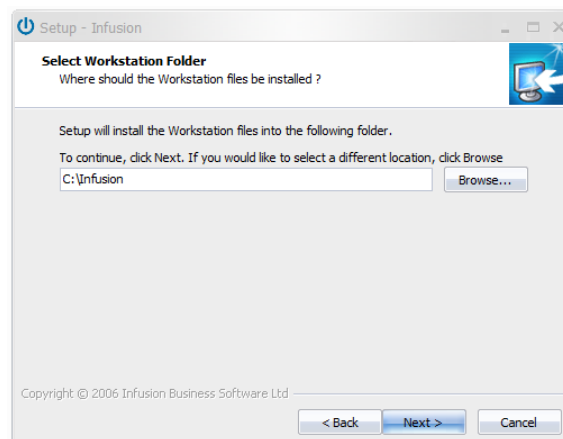 Setup - Infusion
Select Workstation Folder
Where should the Workstation files be installed ?
Setup will install the Workstation files into the following folder.
To continue, click Next. If you would like to select a different location, click Browse
C:\Infusion
Browse...
Copyright © 2006 Infusion Business Software Ltd
< Back
Next >
Cancel